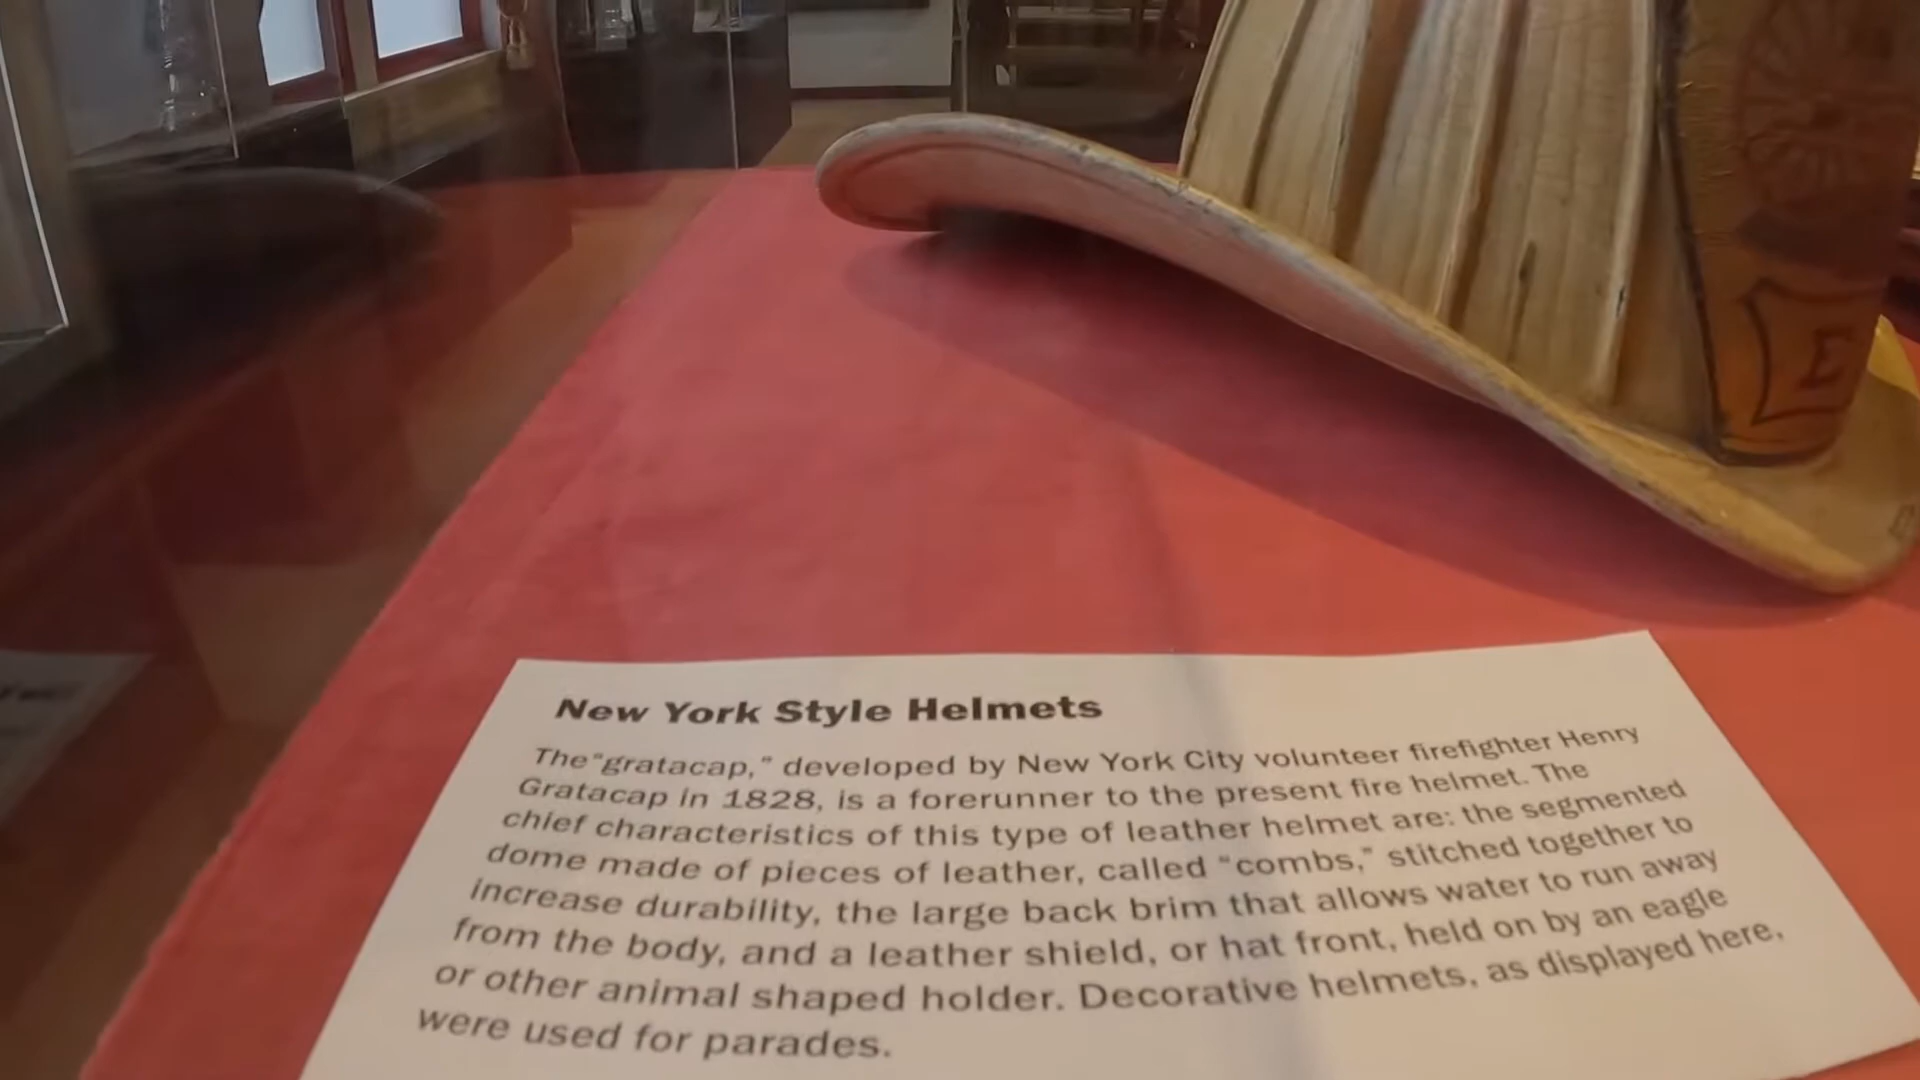 New York Style Helmets
The "gratacap," developed by New York City volunteer firefighter Henry
Gratacap in 1828, is a forerunner to the present fire helmet. The
chief characteristics of this type of leather helmet are: the segmented
dome made of pieces of leather, called "combs," stitched together to
increase durability, the large back brim that allows water to run away
from the body, and a leather shield, or hat front, held on by an eagle
or other animal shaped holder. Decorative helmets, as displayed here,
were used for parades.